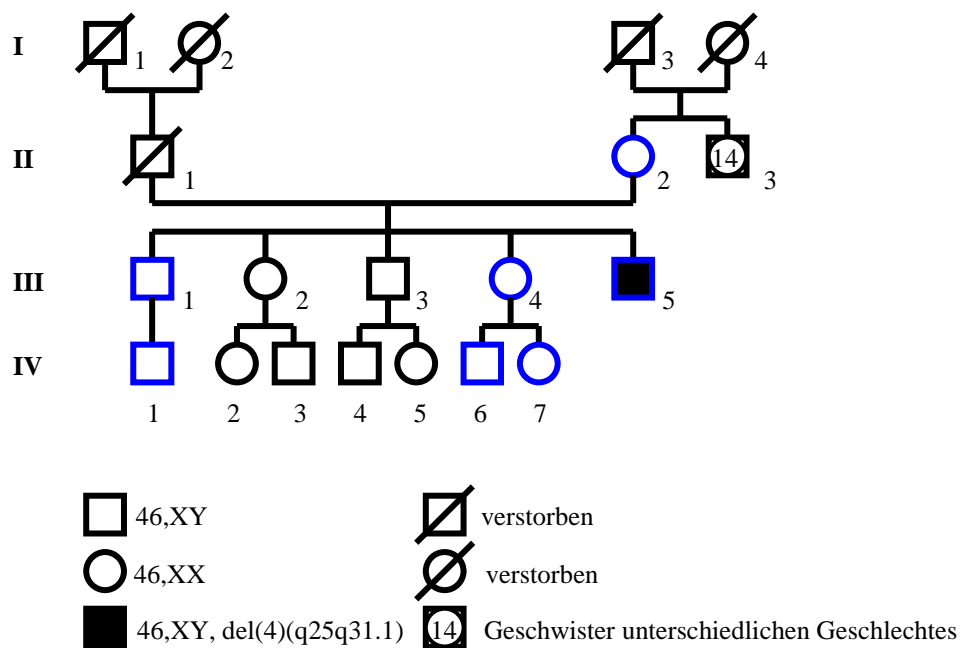 I
1 2 3 4
II
1 2 14 3
III
1 2 3 4 5
IV
1 2 3 4 5 6 7
46,XY verstorben
46,XX verstorben
46,XY, del(4)(q25q31.1) 14 Geschwister unterschiedlichen Geschlechtes